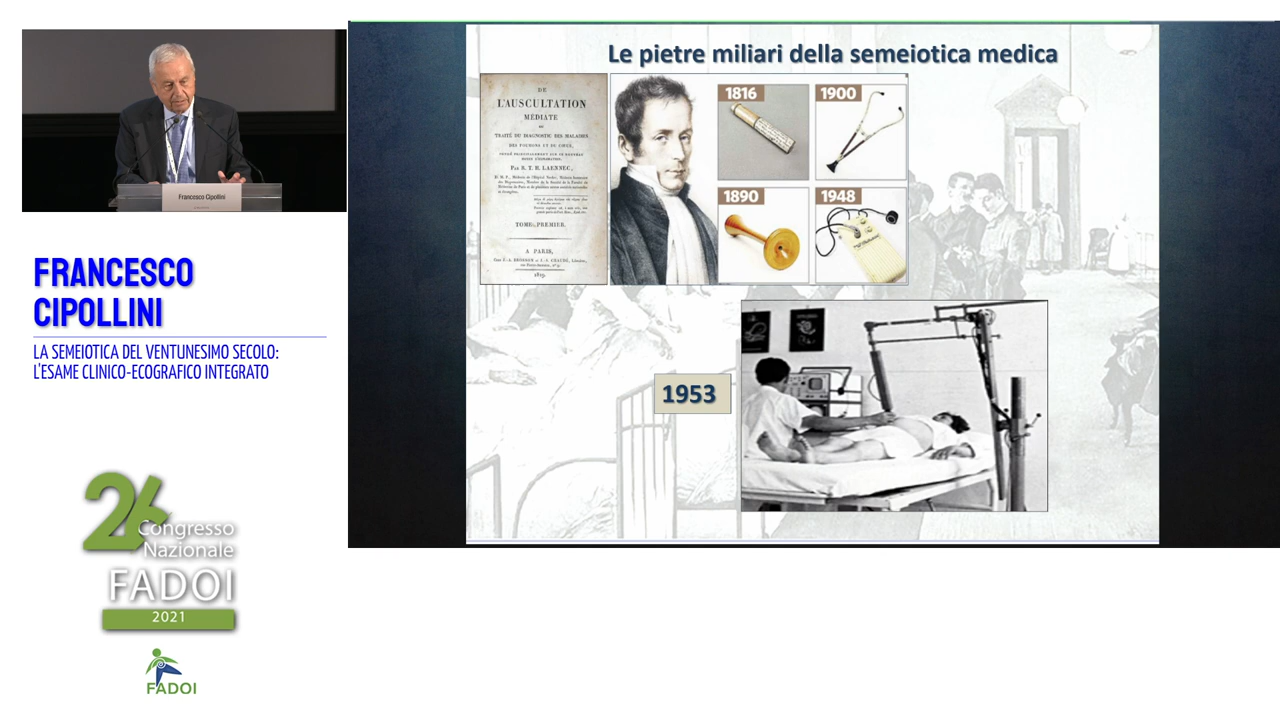 Francesco Cipollini
FRANCESCO
CIPOLLINI
LA SEMEIOTICA DEL VENTUNESIMO SECOLO:
L'ESAME CLINICO-ECOGRAFICO INTEGRATO
26
Congresso
Nazionale
FADOI
2021
FADOI
Le pietre miliari della semeiotica medica
DE
L'AUSCULTATION
MÉDIATE
OU
TRAITÉ DU DIAGNOSTIC DES MALADIES
DES POUMONS ET DU CŒUR,
PAR R. T. H. LAENNEC,
TOME PREMIER.
A PARIS,
1819.
1816
1900
1890
1948
1953